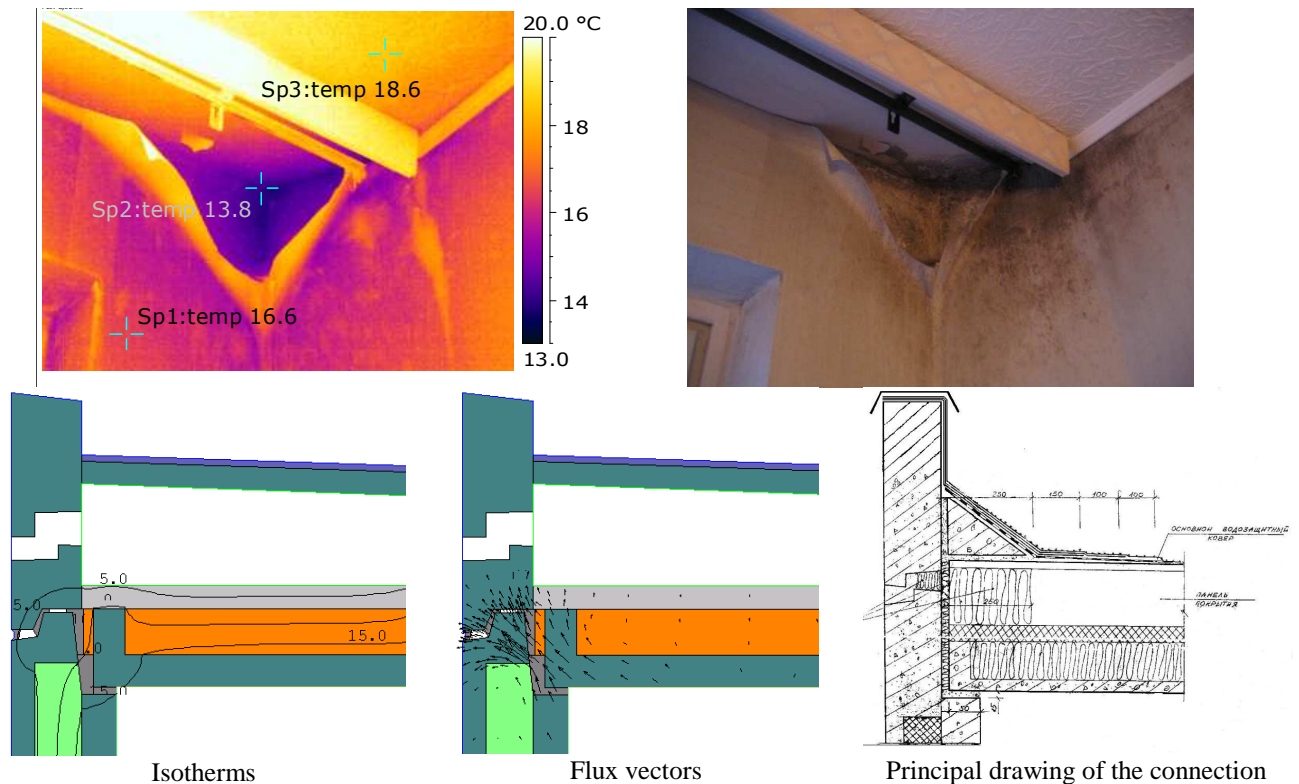 20.0 °C
Sp3:temp 18.6
18
Sp2:temp 13.8
16
Sp1:temp 16.6
14
13.0
5.0
5.0
15.0
250
150
100
100
ОСНОВНОЙ ВОДОЗАЩИТНЫЙ
КОВЕР
250
ПАНЕЛЬ
ПОКРЫТИЯ
50
Isotherms
Flux vectors
Principal drawing of the connection